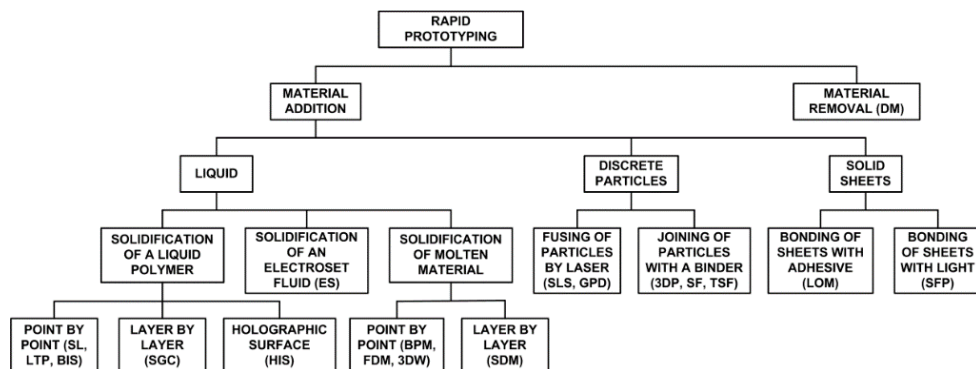 RAPID
PROTOTYPING
MATERIAL
ADDITION
MATERIAL
REMOVAL (DM)
LIQUID
DISCRETE
PARTICLES
SOLID
SHEETS
SOLIDIFICATION
OF A LIQUID
POLYMER
SOLIDIFICATION
OF AN
ELECTROSET
FLUID (ES)
SOLIDIFICATION
OF MOLTEN
MATERIAL
FUSING OF
PARTICLES
BY LASER
(SLS, GPD)
JOINING OF
PARTICLES
WITH A BINDER
(3DP, SF, TSF)
BONDING OF
SHEETS WITH
ADHESIVE
(LOM)
BONDING
OF SHEETS
WITH LIGHT
(SFP)
POINT BY
POINT (SL,
LTP, BIS)
LAYER BY
LAYER
(SGC)
HOLOGRAPHIC
SURFACE
(HIS)
POINT BY
POINT (BPM,
FDM, 3DW)
LAYER BY
LAYER
(SDM)